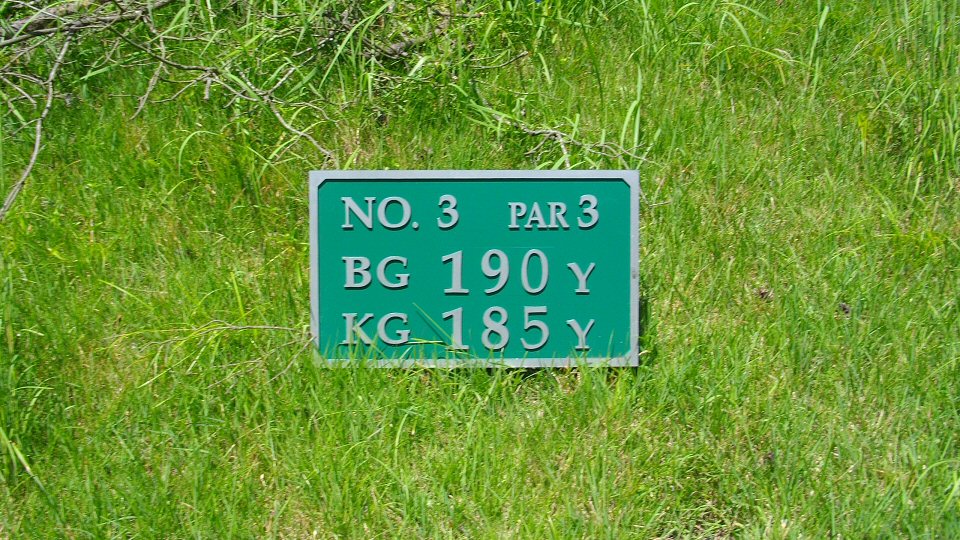 NO. 3 PAR 3
BG 190 Y
KG 185 Y